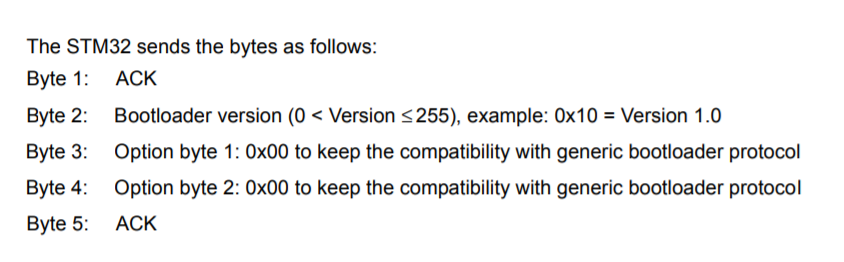 The STM32 sends the bytes as follows:
Byte 1: ACK
Byte 2: Bootloader version (0 < Version ≤ 255), example: 0x10 = Version 1.0
Byte 3: Option byte 1: 0x00 to keep the compatibility with generic bootloader protocol
Byte 4: Option byte 2: 0x00 to keep the compatibility with generic bootloader protocol
Byte 5: ACK